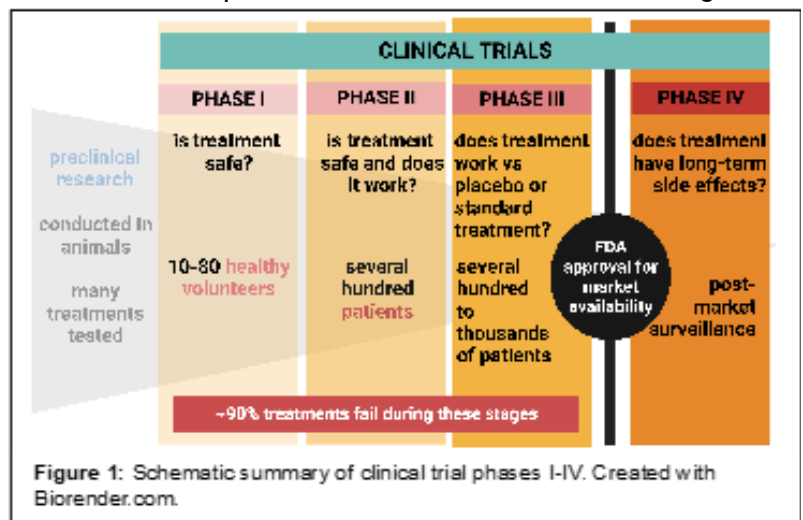 CLINICAL TRIALS
PHASE I
PHASE II
PHASE III
PHASE IV
preclinical
research
conducted in
animals
many
treatments
tested
is treatment
safe?
10-80 healthy
volunteers
is treatment
safe and does
it work?
several
hundred
patients
does treatment
work vs
placebo or
standard
treatment?
several
hundred
to
thousands
of patients
FDA
approval for
market
availability
does treatment
have long-term
side effects?
post-
market
surveillance
~90% treatments fail during these stages
Figure 1: Schematic summary of clinical trial phases I-IV. Created with
Biorender.com.